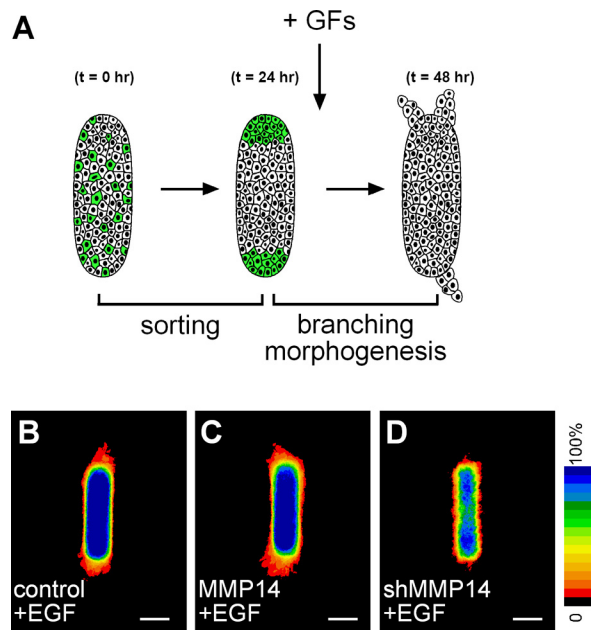 A
+ GFs
(t = 0 hr) (t = 24 hr) (t = 48 hr)
sorting branching
morphogenesis
B C D
control MMP14 shMMP14
+EGF +EGF +EGF
100%
0